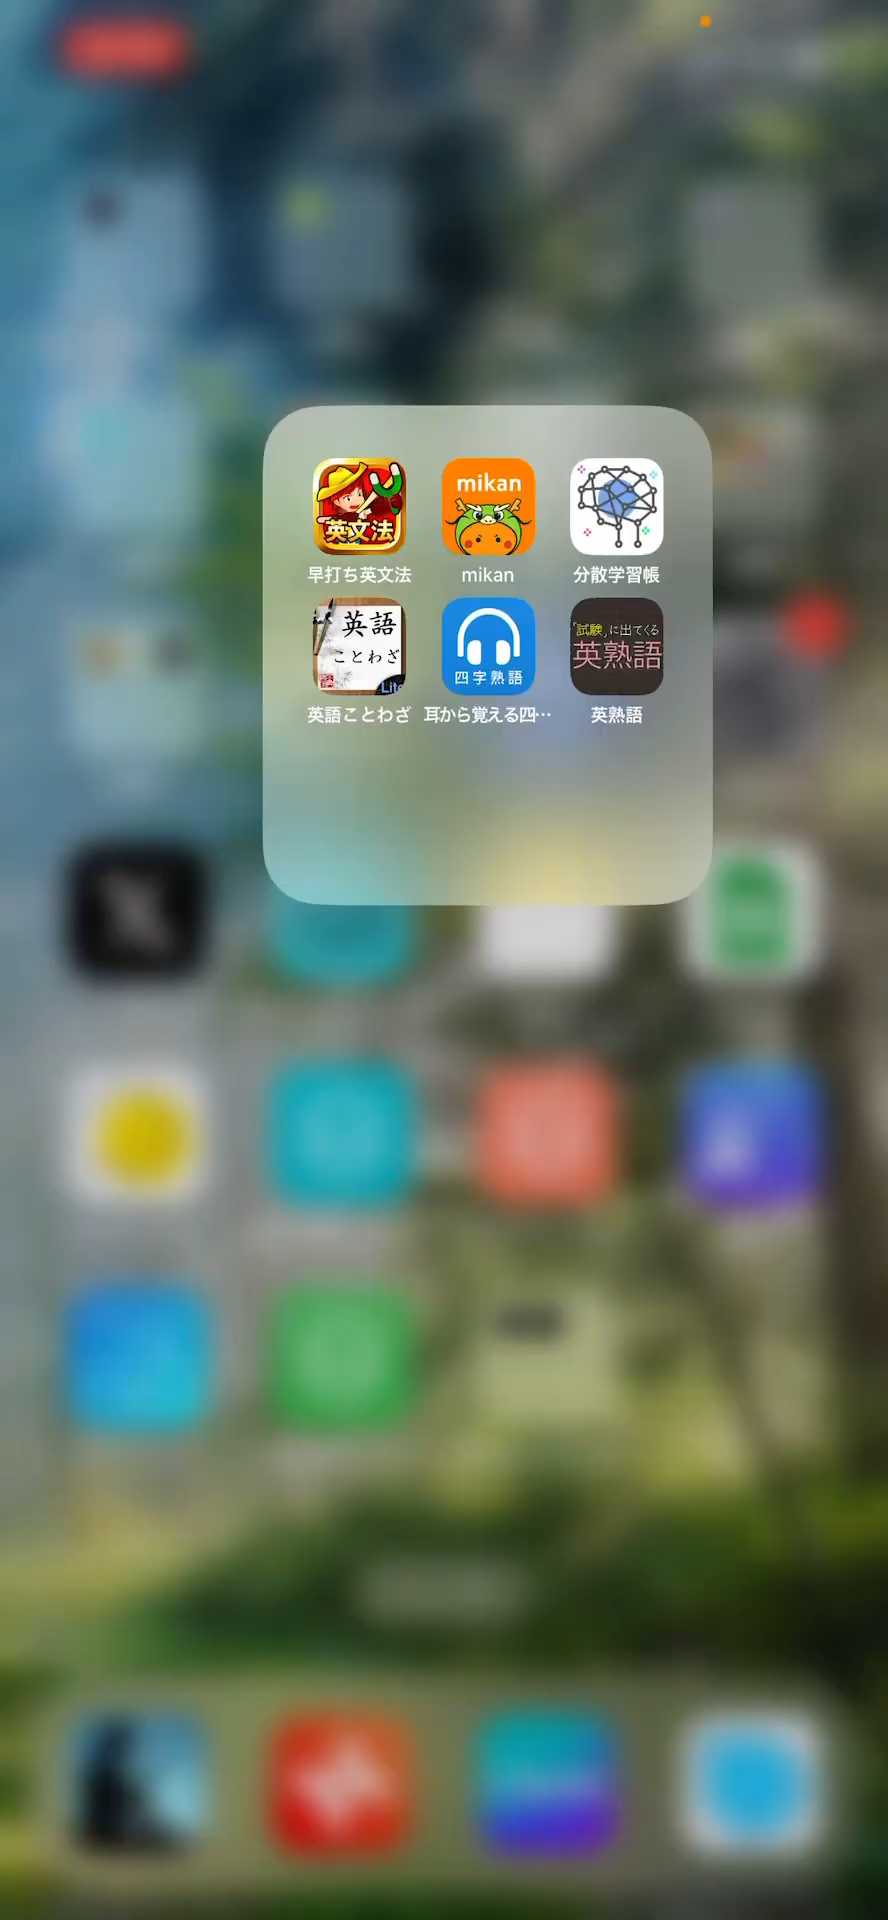 英文法
mikan
早打ち英文法
mikan
分散学習帳
英語
ことわざ
Lite
四字熟語
「試験」に出てくる
英熟語
英語ことわざ
耳から覚える四…
英熟語